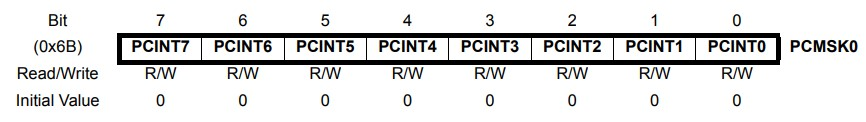 Bit 7 6 5 4 3 2 1 0
(0x6B) PCINT7 PCINT6 PCINT5 PCINT4 PCINT3 PCINT2 PCINT1 PCINT0 PCMSK0
Read/Write R/W R/W R/W R/W R/W R/W R/W R/W
Initial Value 0 0 0 0 0 0 0 0